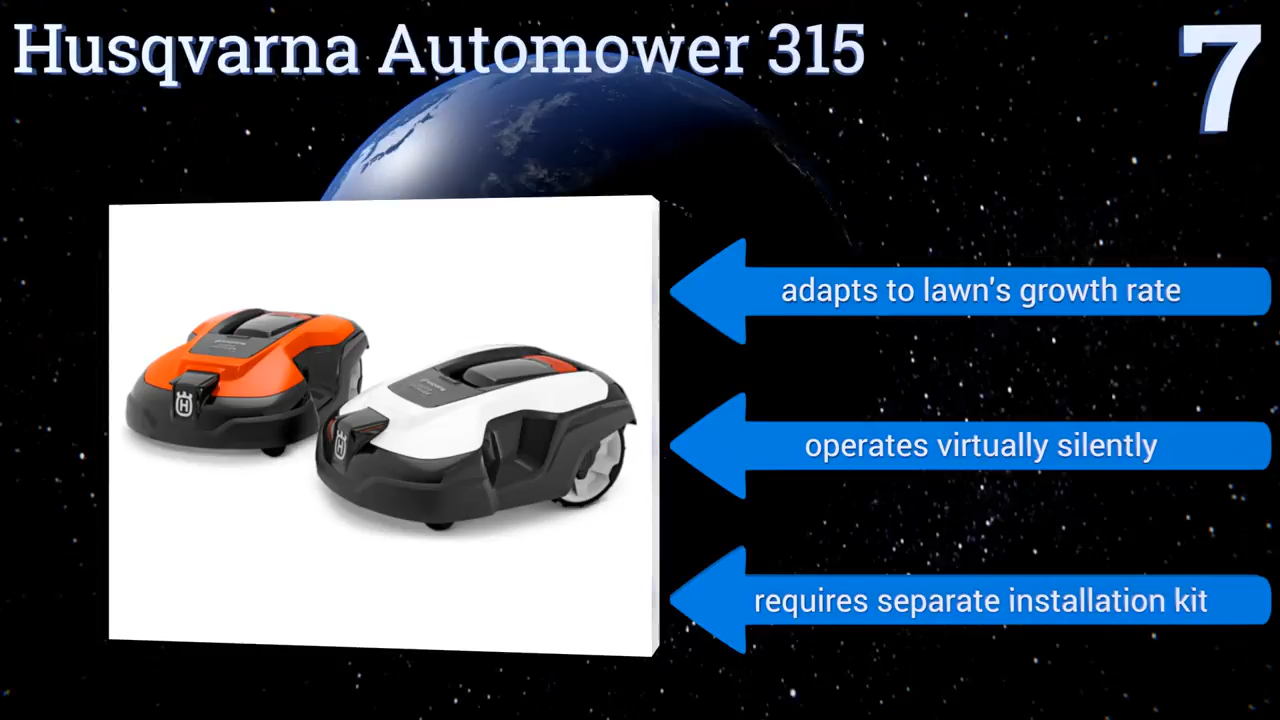 Husqvarna Automower 315
7
adapts to lawn's growth rate
operates virtually silently
requires separate installation kit
H
H